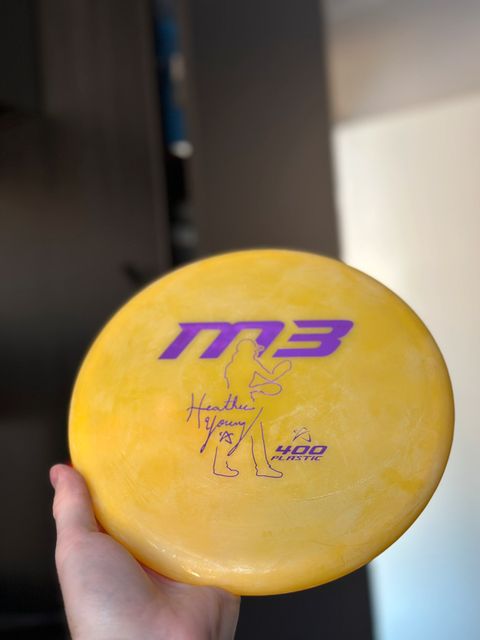 M3
Heather
Young
400
PLASTIC